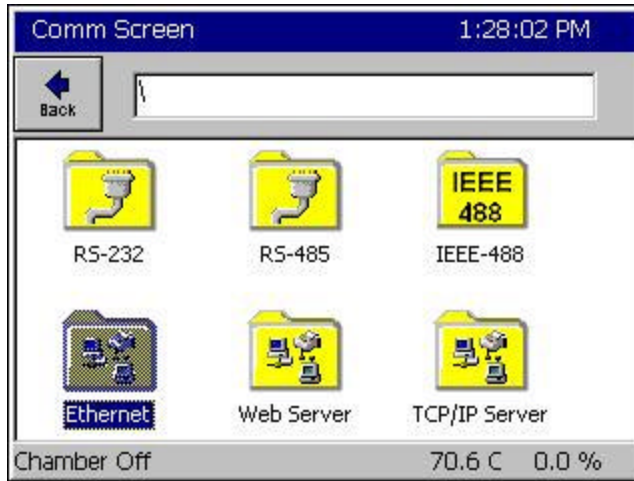 Comm Screen 1:28:02 PM
Back
\
IEEE
488
RS-232 RS-485 IEEE-488
Ethernet Web Server TCP/IP Server
Chamber Off 70.6 C 0.0 %